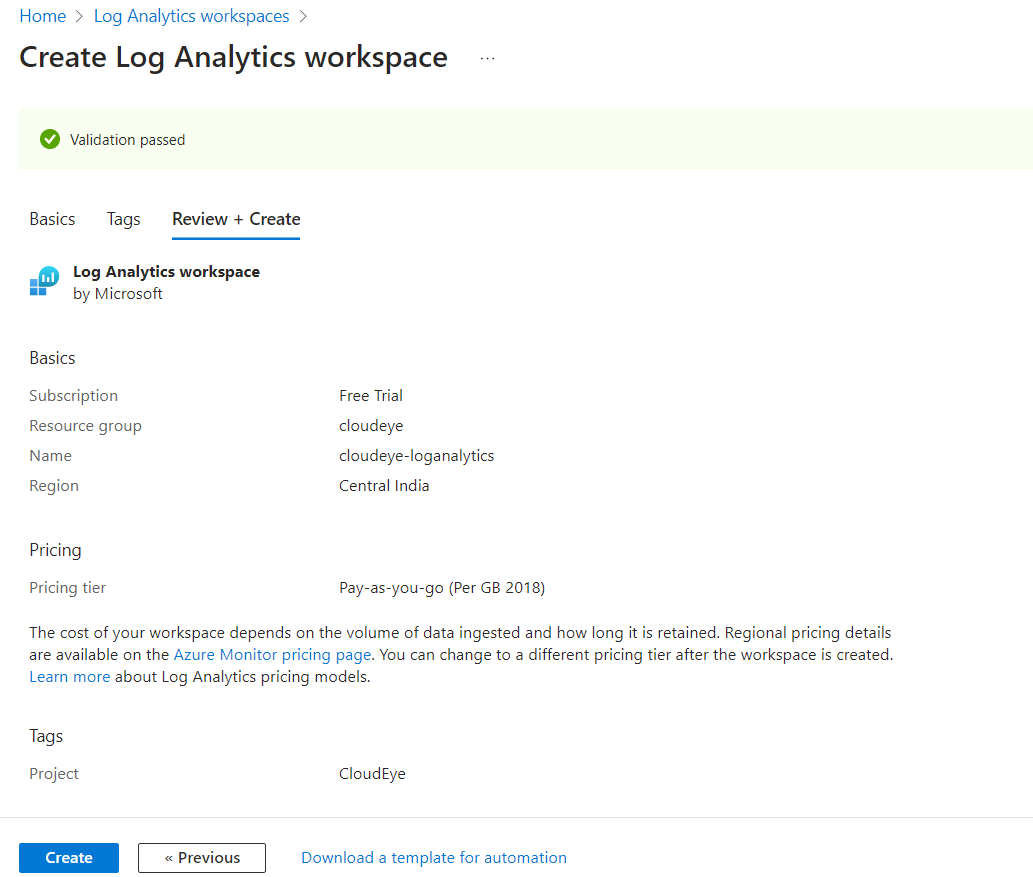 Home > Log Analytics workspaces >
Create Log Analytics workspace ...
Validation passed
Basics Tags Review + Create
Log Analytics workspace
by Microsoft
Basics
Subscription Free Trial
Resource group cloudeye
Name cloudeye-loganalytics
Region Central India
Pricing
Pricing tier Pay-as-you-go (Per GB 2018)
The cost of your workspace depends on the volume of data ingested and how long it is retained. Regional pricing details
are available on the Azure Monitor pricing page. You can change to a different pricing tier after the workspace is created.
Learn more about Log Analytics pricing models.
Tags
Project CloudEye
Create « Previous Download a template for automation